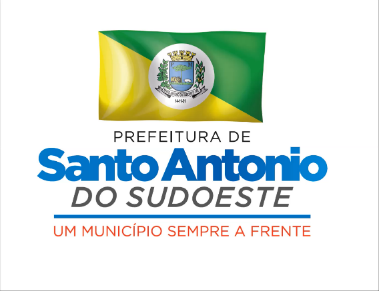 PREFEITURA DE
Santo Antonio
DO SUDOESTE
UM MUNICÍPIO SEMPRE A FRENTE